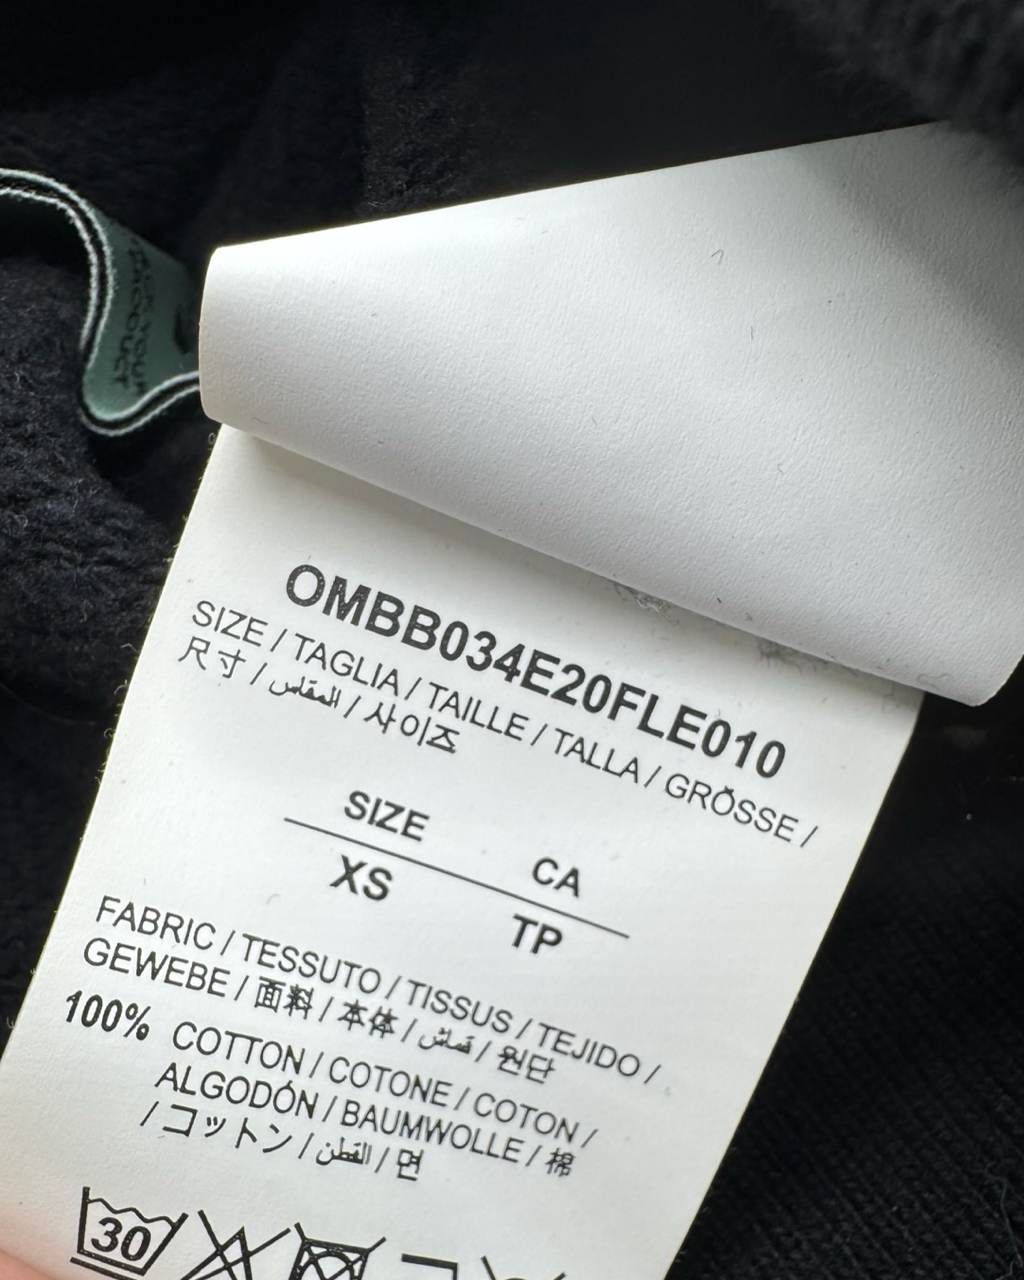 YOUR
PRODUCT
OMBB034E20FLE010
SIZE / TAGLIA / TAILLE / TALLA / GRÖSSE /
尺寸 / المقاس / 사이즈
SIZE CA
XS TP
FABRIC / TESSUTO / TISSUS / TEJIDO /
GEWEBE / 面料 / 本体 / قماش / 원단
100% COTTON / COTONE / COTON /
ALGODÓN / BAUMWOLLE / 棉
/ コットン / القطن / 면
30